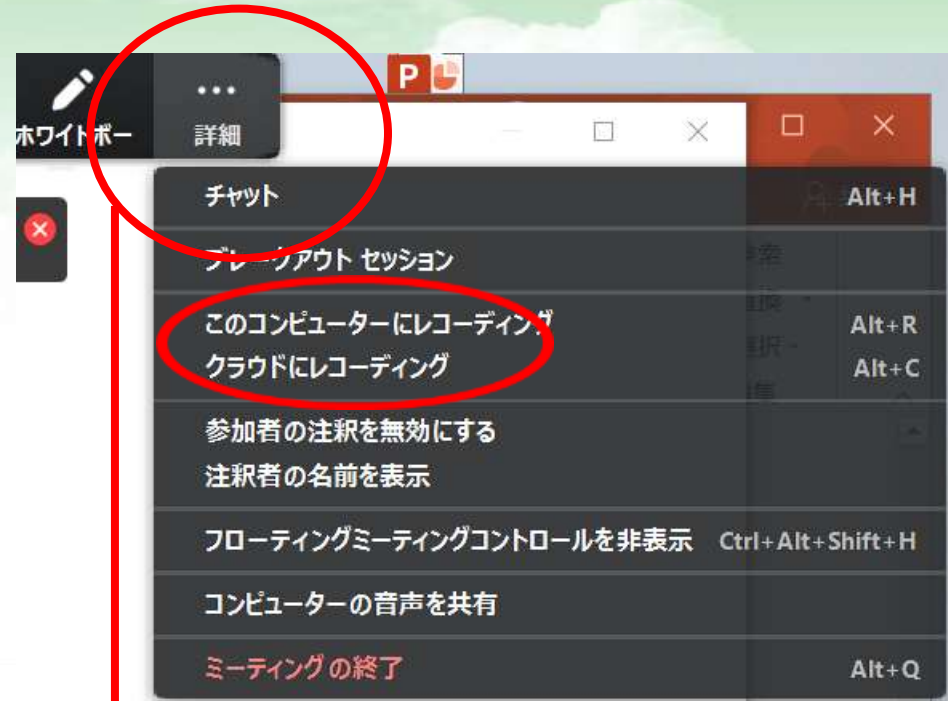 P
ホワイトボー
詳細
チャット Alt+H
ブレークアウト セッション
このコンピューターにレコーディング Alt+R
クラウドにレコーディング Alt+C
参加者の注釈を無効にする
注釈者の名前を表示
フローティングミーティングコントロールを非表示 Ctrl+Alt+Shift+H
コンピューターの音声を共有
ミーティングの終了 Alt+Q